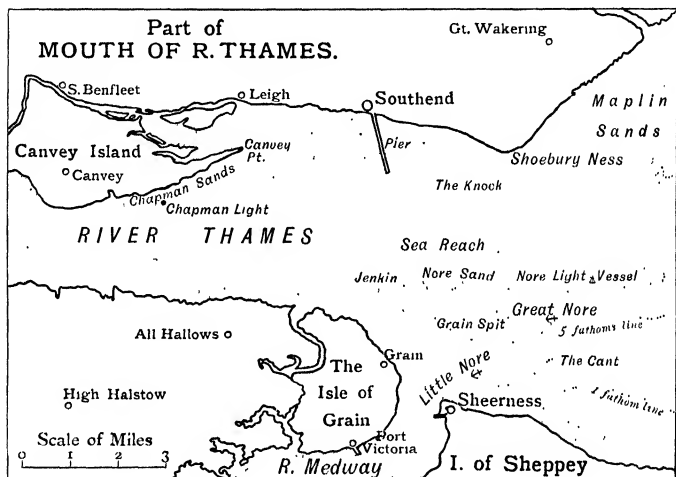 Part of
MOUTH OF R. THAMES.
Gt. Wakering
S. Benfleet
Leigh
Southend
Maplin
Sands
Canvey Island
Canvey
Pt.
Pier
Shoebury Ness
Canvey
Chapman Sands
The Knock
Chapman Light
RIVER THAMES
Sea Reach
Jenkin
Nore Sand
Nore Light Vessel
Great Nore
Grain Spit
5 fathoms line
All Hallows
The
Isle of
Grain
Grain
The Cant
Little Nore
1 fathom line
High Halstow
Sheerness
Scale of Miles
0 1 2 3
Port
Victoria
R. Medway
I. of Sheppey